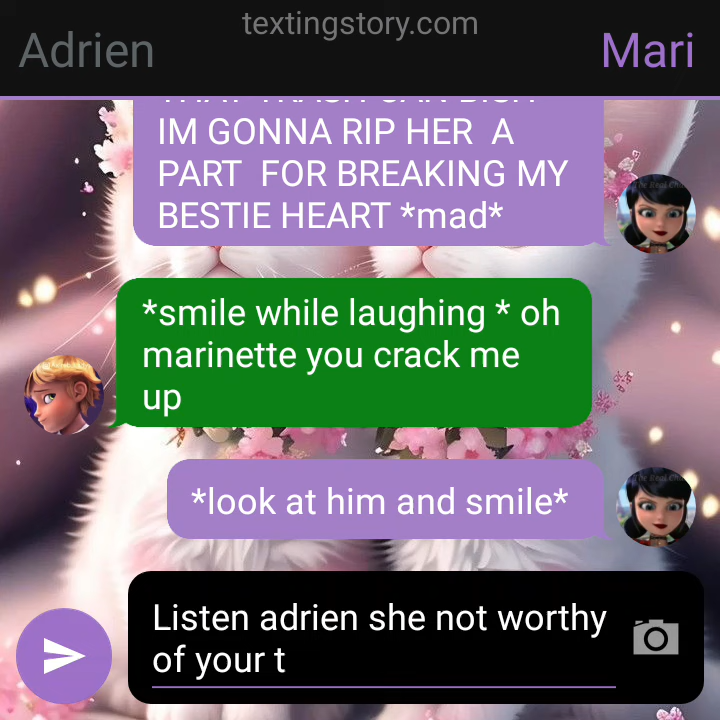 textingstory.com
Adrien
Mari
IM GONNA RIP HER A
PART FOR BREAKING MY
BESTIE HEART *mad*
*smile while laughing * oh
marinette you crack me
up
*look at him and smile*
Listen adrien she not worthy
of your t